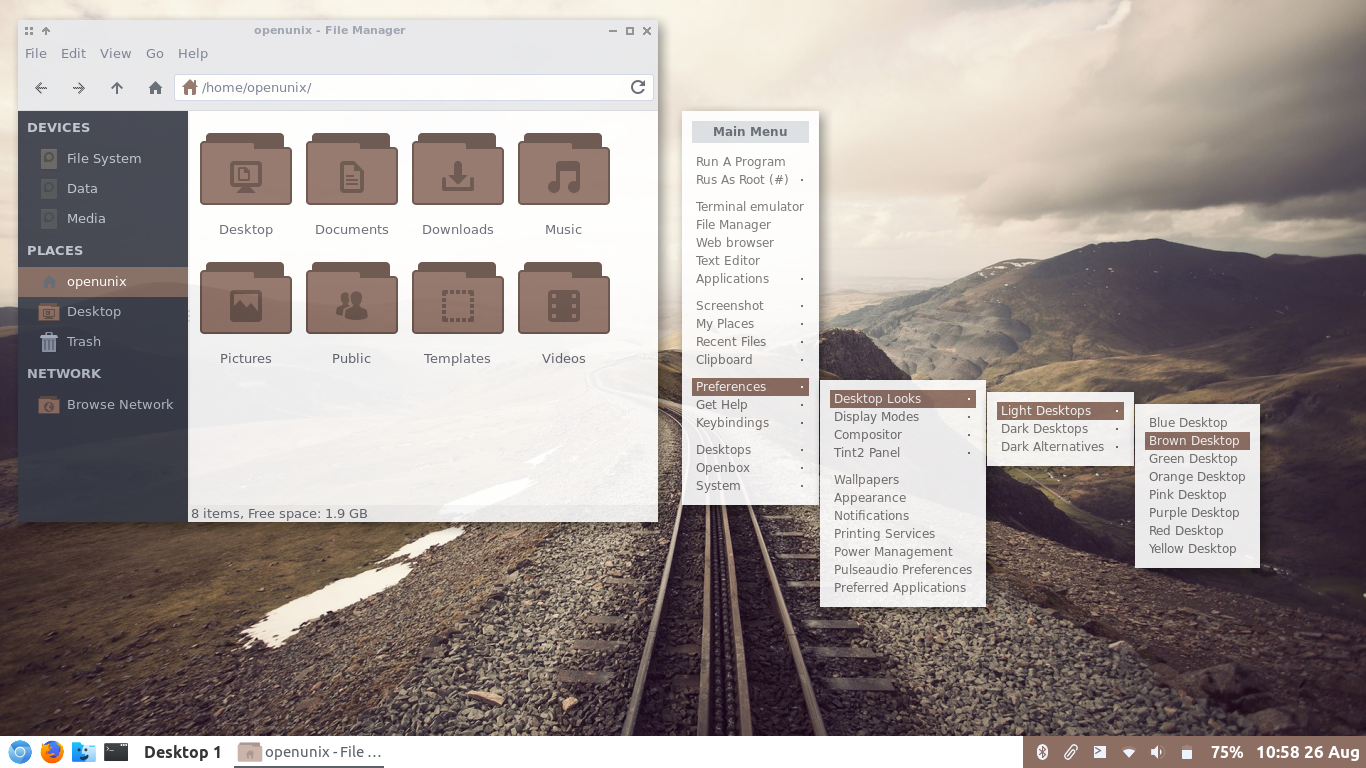 openunix - File Manager
File Edit View Go Help
/home/openunix/
DEVICES
File System
Data
Media
PLACES
openunix
Desktop
Trash
NETWORK
Browse Network
Desktop Documents Downloads Music
Pictures Public Templates Videos
8 items, Free space: 1.9 GB
Main Menu
Run A Program
Rus As Root (#)
Terminal emulator
File Manager
Web browser
Text Editor
Applications
Screenshot
My Places
Recent Files
Clipboard
Preferences
Get Help
Keybindings
Desktops
Openbox
System
Desktop Looks
Display Modes
Compositor
Tint2 Panel
Wallpapers
Appearance
Notifications
Printing Services
Power Management
Pulseaudio Preferences
Preferred Applications
Light Desktops
Dark Desktops
Dark Alternatives
Blue Desktop
Brown Desktop
Green Desktop
Orange Desktop
Pink Desktop
Purple Desktop
Red Desktop
Yellow Desktop
Desktop 1 openunix - File ... 75% 10:58 26 Aug